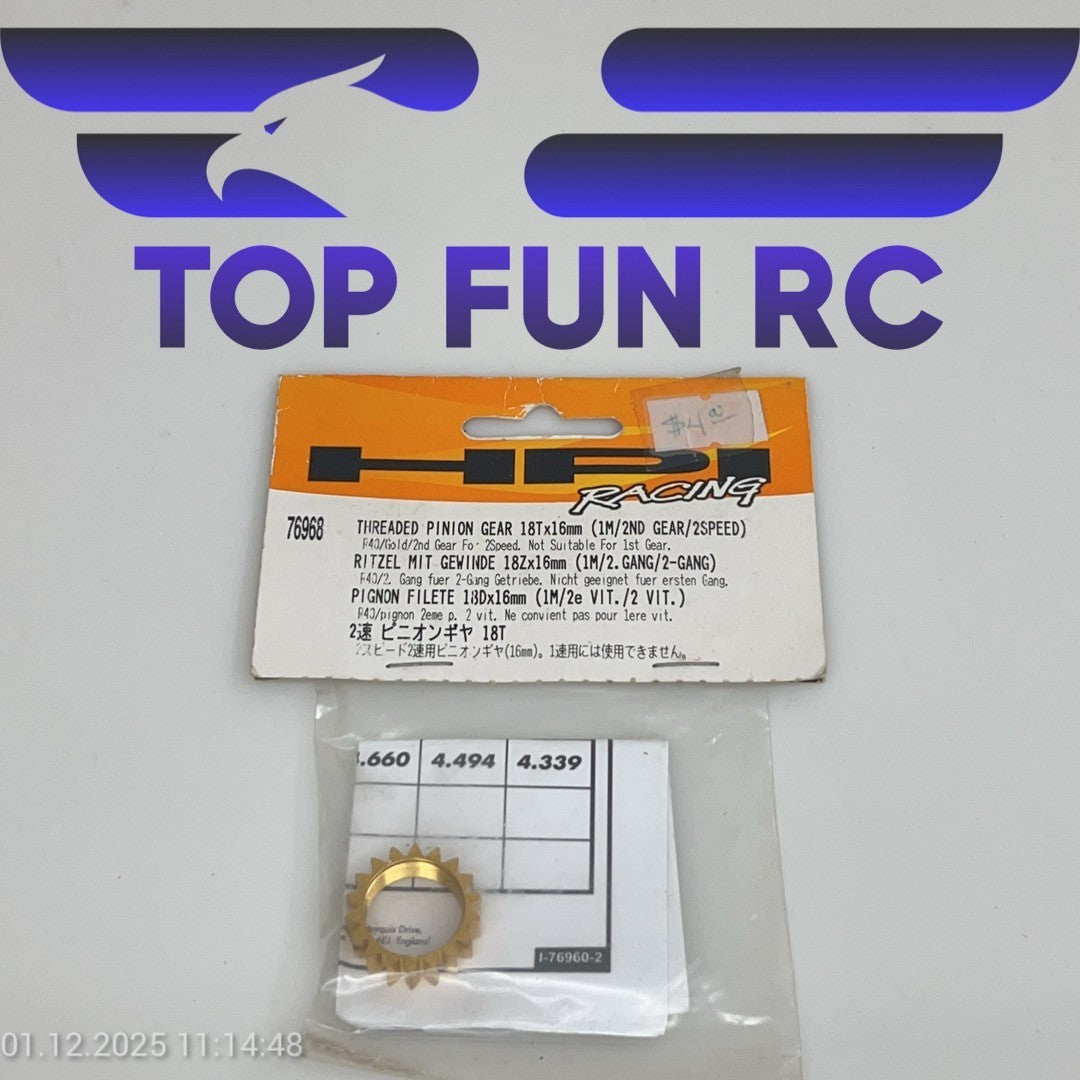 TOP FUN RC
$4
HPI
RACING
76968
THREADED PINION GEAR 18Tx16mm (1M/2ND GEAR/2SPEED)
R40/Gold/2nd Gear For 2Speed. Not Suitable For 1st Gear.
RITZEL MIT GEWINDE 18Zx16mm (1M/2.GANG/2-GANG)
R40/2. Gang fuer 2-Gang Getriebe. Nicht geeignet fuer ersten Gang.
PIGNON FILETE 18Dx16mm (1M/2e VIT./2 VIT.)
R40/pignon 2eme p. 2 vit. Ne convient pas pour 1ere vit.
2速 ピニオンギヤ 18T
2スピード2速用ピニオンギヤ(16mm)。1速用には使用できません。
.660 4.494 4.339
arquis Drive,
England
I-76960-2
01.12.2025 11:14:48